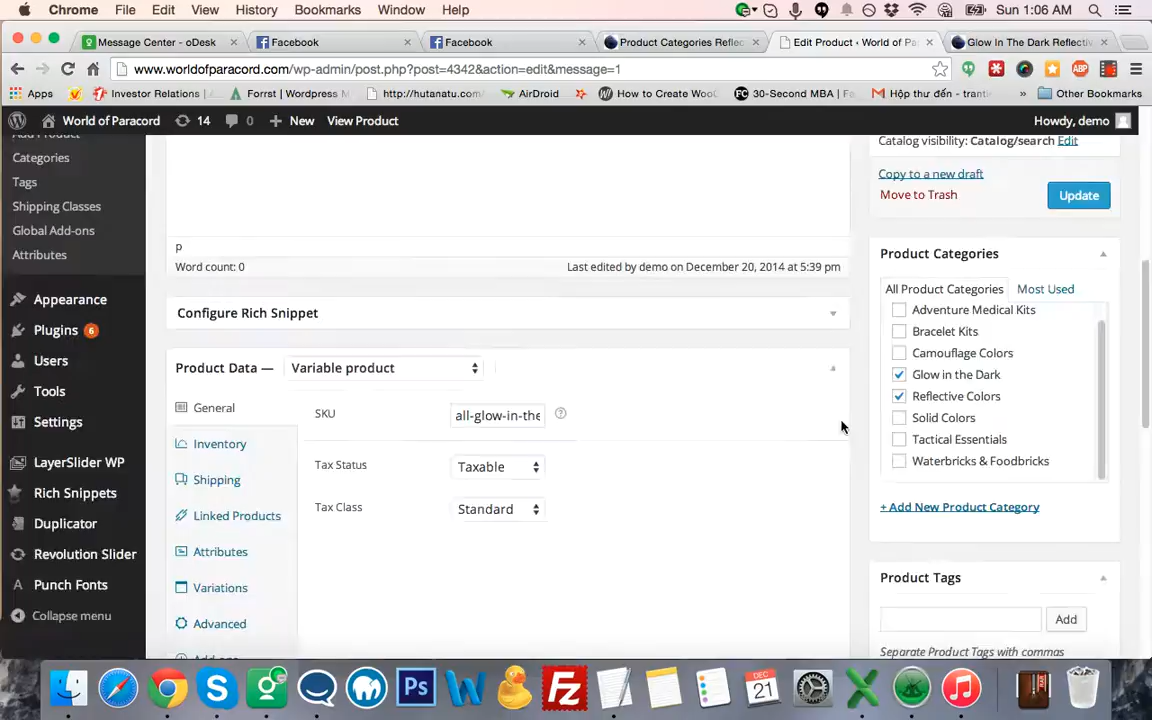 Chrome File Edit View History Bookmarks Window Help Sun 1:06 AM
Message Center - oDesk Facebook Facebook Product Categories Reflec Edit Product ‹ World of Pa Glow In The Dark Reflectiv
www.worldofparacord.com/wp-admin/post.php?post=4342&action=edit&message=1
Apps Investor Relations | Forrst | Wordpress http://hutanatu.com/ AirDroid How to Create Woo 30-Second MBA | Fa Hộp thư đến - tranti » Other Bookmarks
World of Paracord 14 0 + New View Product Howdy, demo
Add Product
Categories
Tags
Shipping Classes
Global Add-ons
Attributes
Appearance
Plugins 6
Users
Tools
Settings
LayerSlider WP
Rich Snippets
Duplicator
Revolution Slider
Punch Fonts
Collapse menu
p
Word count: 0 Last edited by demo on December 20, 2014 at 5:39 pm
Configure Rich Snippet
Product Data — Variable product
General
Inventory
Shipping
Linked Products
Attributes
Variations
Advanced
Add-ons
SKU all-glow-in-the ?
Tax Status Taxable
Tax Class Standard
Catalog visibility: Catalog/search Edit
Copy to a new draft
Move to Trash Update
Product Categories
All Product Categories Most Used
Adventure Medical Kits
Bracelet Kits
Camouflage Colors
Glow in the Dark
Reflective Colors
Solid Colors
Tactical Essentials
Waterbricks & Foodbricks
+ Add New Product Category
Product Tags
Add
Separate Product Tags with commas